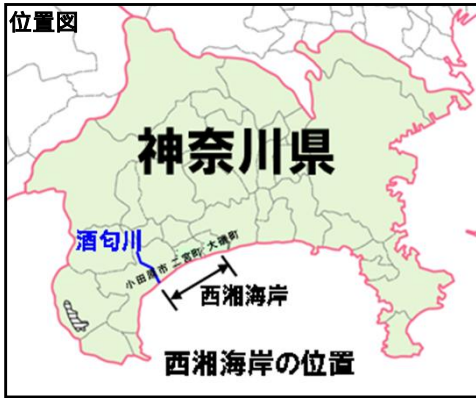 位置図
神奈川県
酒匂川
小田原市 二宮町 大磯町
西湘海岸
西湘海岸の位置